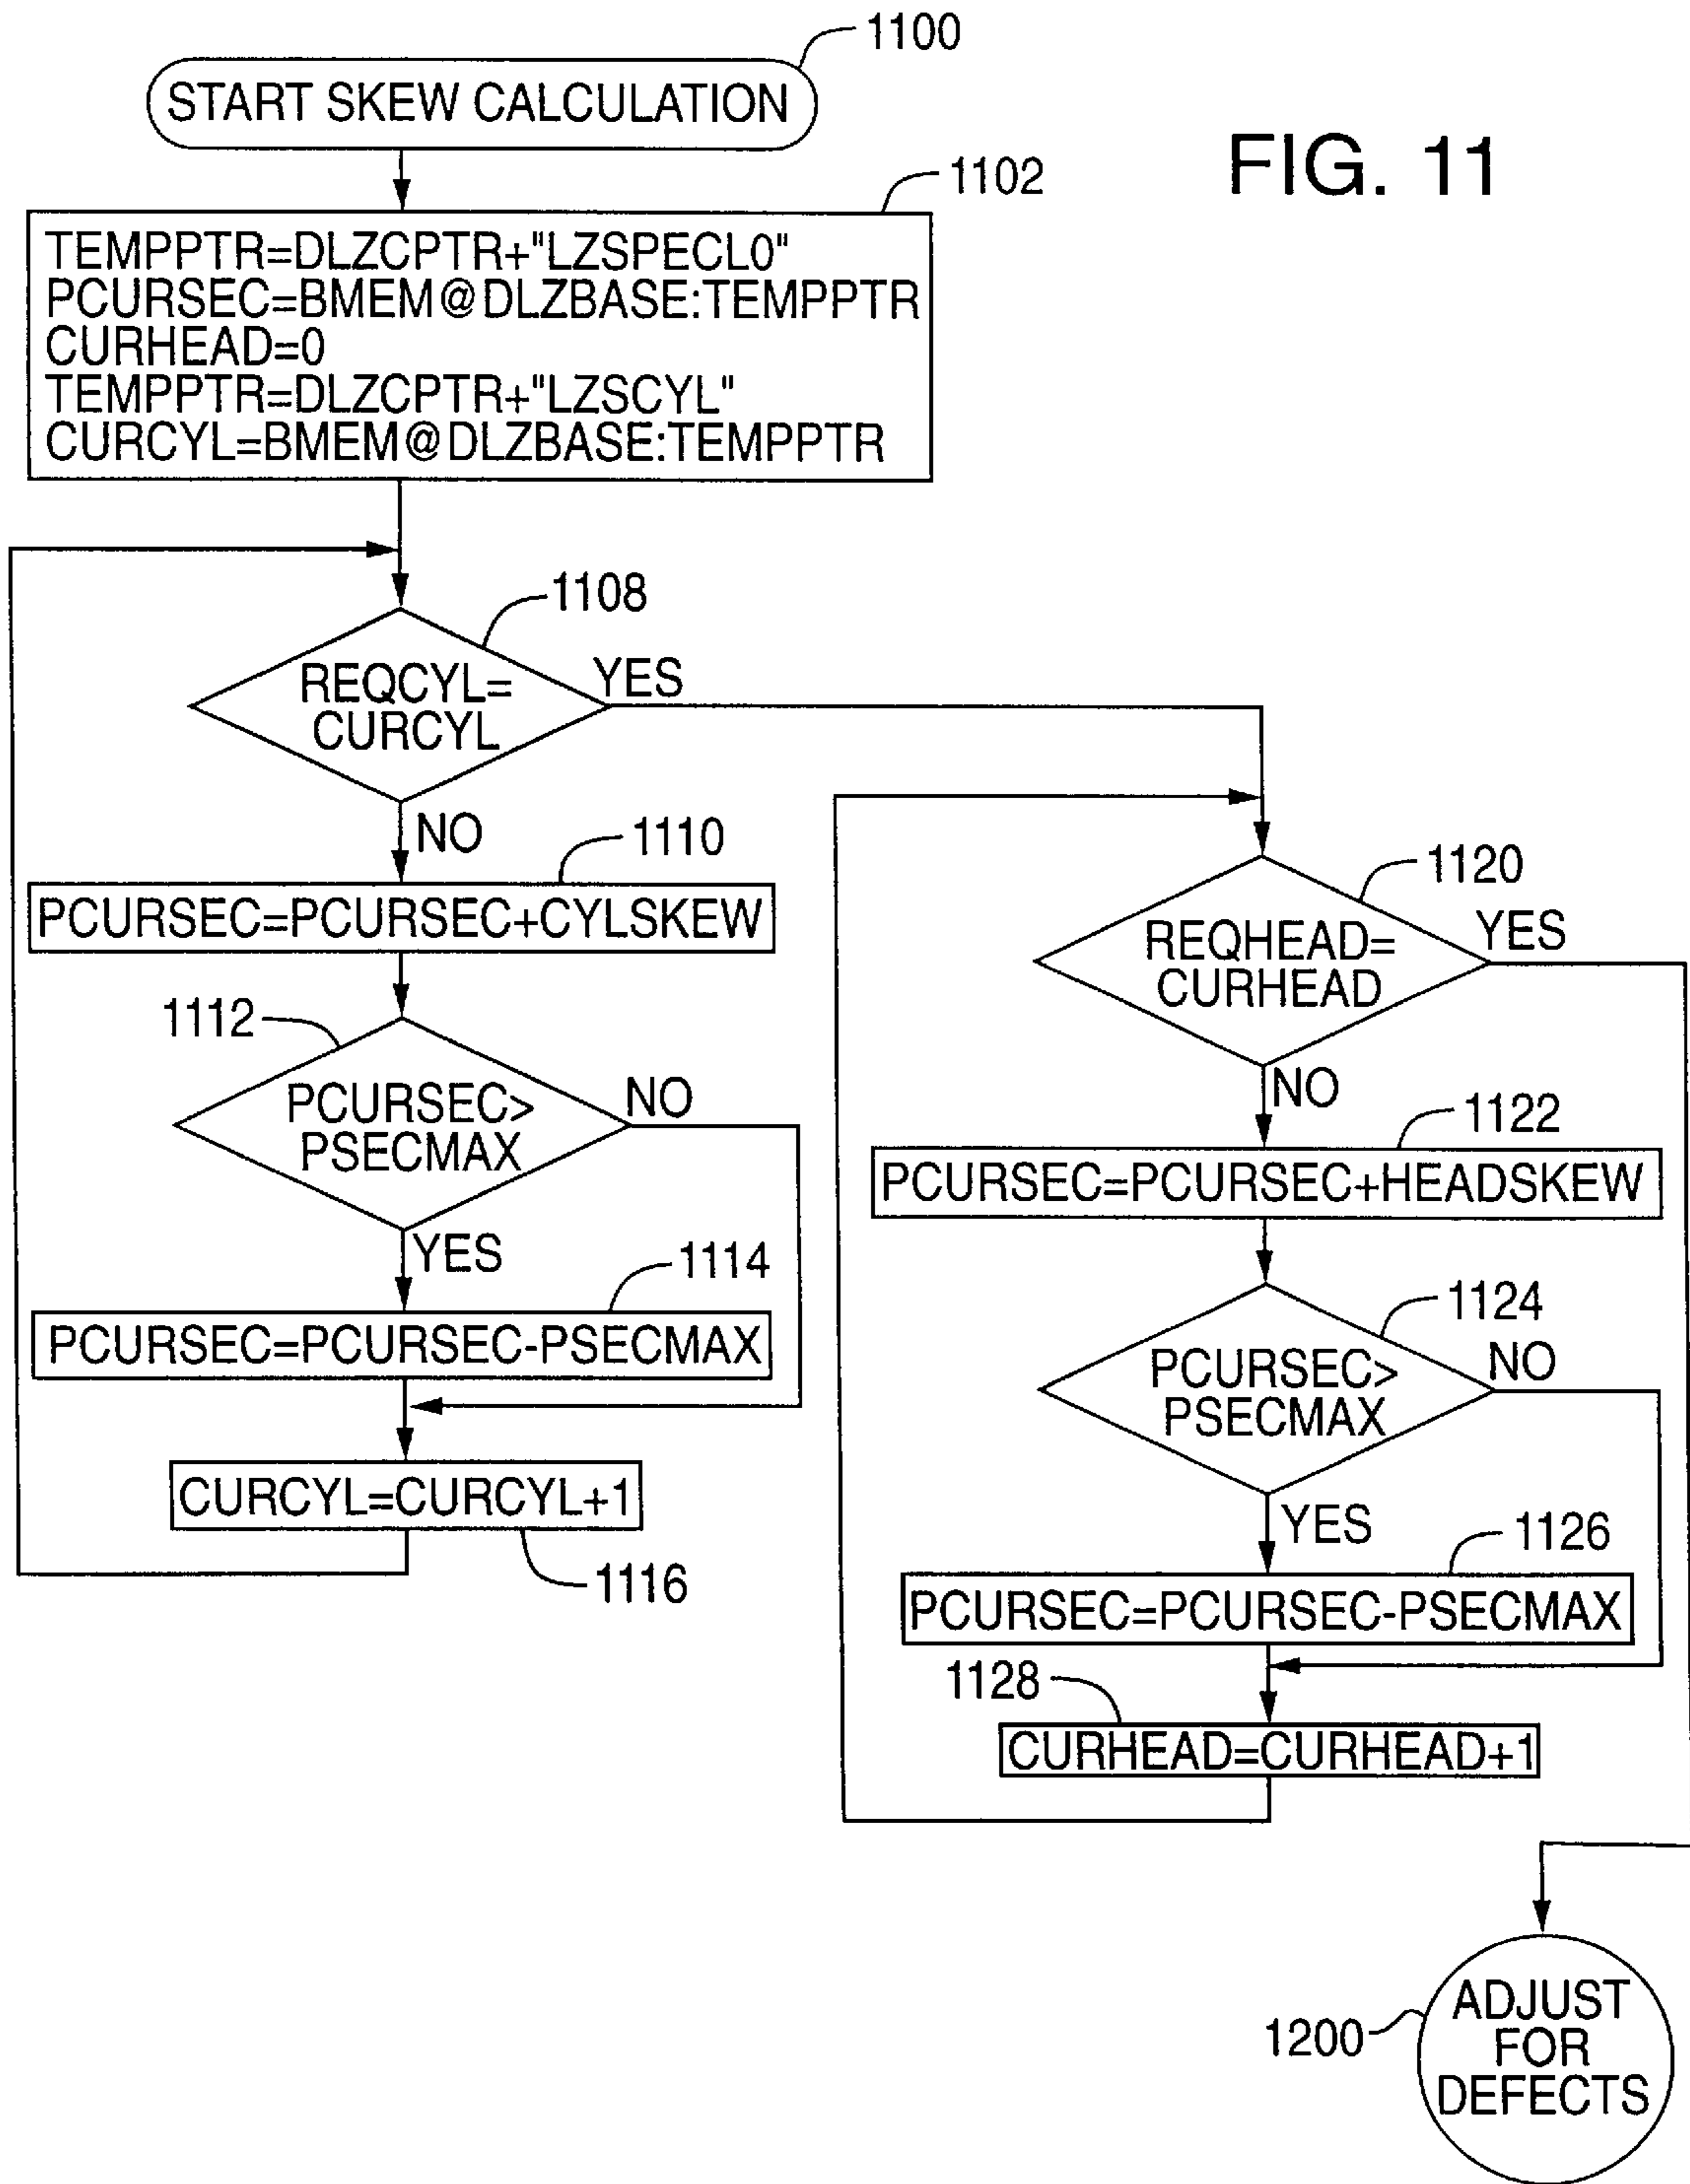 1100
START SKEW CALCULATION
FIG. 11
1102
TEMPPTR=DLZCPTR+"LZSPECL0"
PCURSEC=BMEM@DLZBASE:TEMPPTR
CURHEAD=0
TEMPPTR=DLZCPTR+"LZSCYL"
CURCYL=BMEM@DLZBASE:TEMPPTR
1108
REQCYL=
CURCYL
YES
NO
1110
PCURSEC=PCURSEC+CYLSKEW
1112
PCURSEC>
PSECMAX
NO
YES
1114
PCURSEC=PCURSEC-PSECMAX
CURCYL=CURCYL+1
1116
1120
REQHEAD=
CURHEAD
YES
NO
1122
PCURSEC=PCURSEC+HEADSKEW
1124
PCURSEC>
PSECMAX
NO
YES
1126
PCURSEC=PCURSEC-PSECMAX
1128
CURHEAD=CURHEAD+1
1200
ADJUST
FOR
DEFECTS